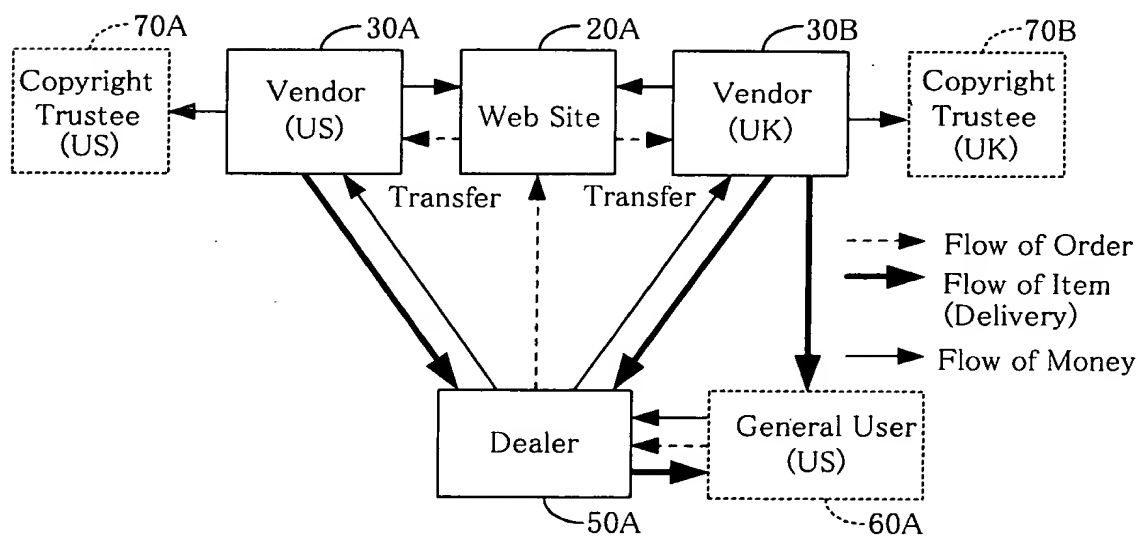 70A
30A
20A
30B
70B
Copyright
Trustee
(US)
Vendor
(US)
Web Site
Vendor
(UK)
Copyright
Trustee
(UK)
Transfer
Transfer
Flow of Order
Flow of Item
(Delivery)
Flow of Money
Dealer
General User
(US)
50A
60A